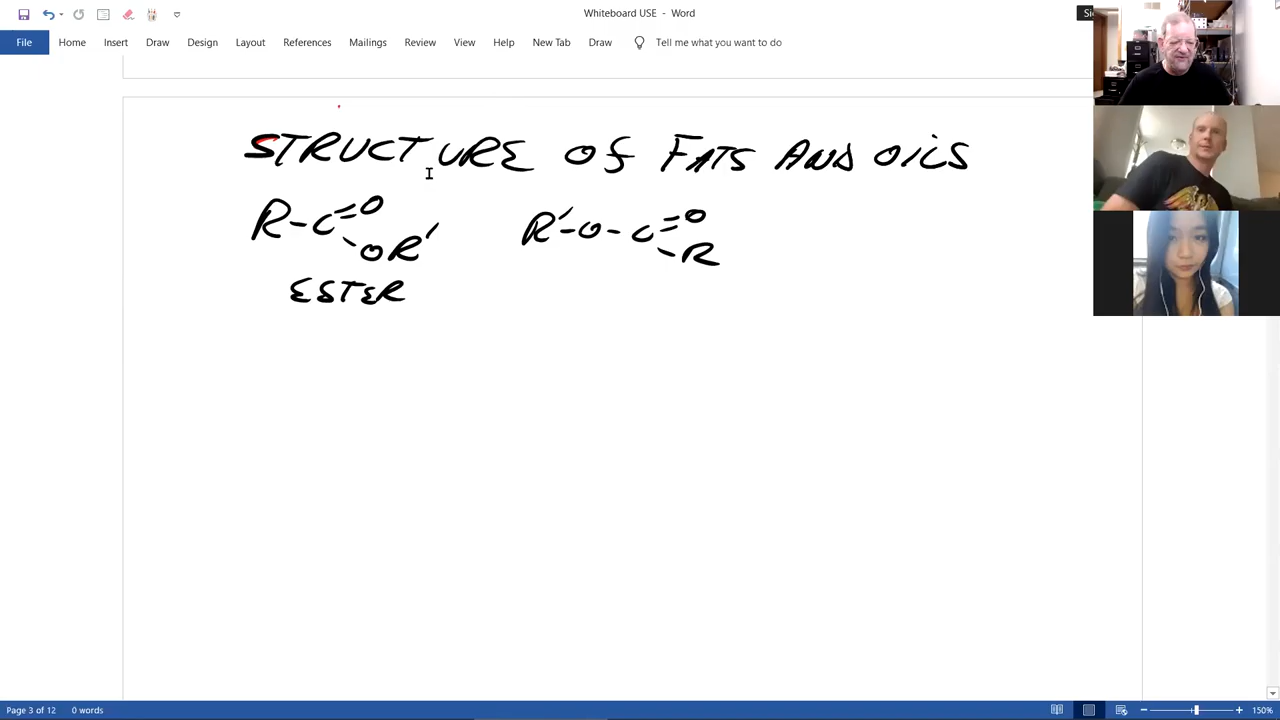 Whiteboard USE - Word
File Home Insert Draw Design Layout References Mailings Review View Help New Tab Draw Tell me what you want to do
STRUCTURE OF FATS AND OILS
R-C=O
-OR'
R'-O-C=O
-R
ESTER
Page 3 of 12 0 words
150%